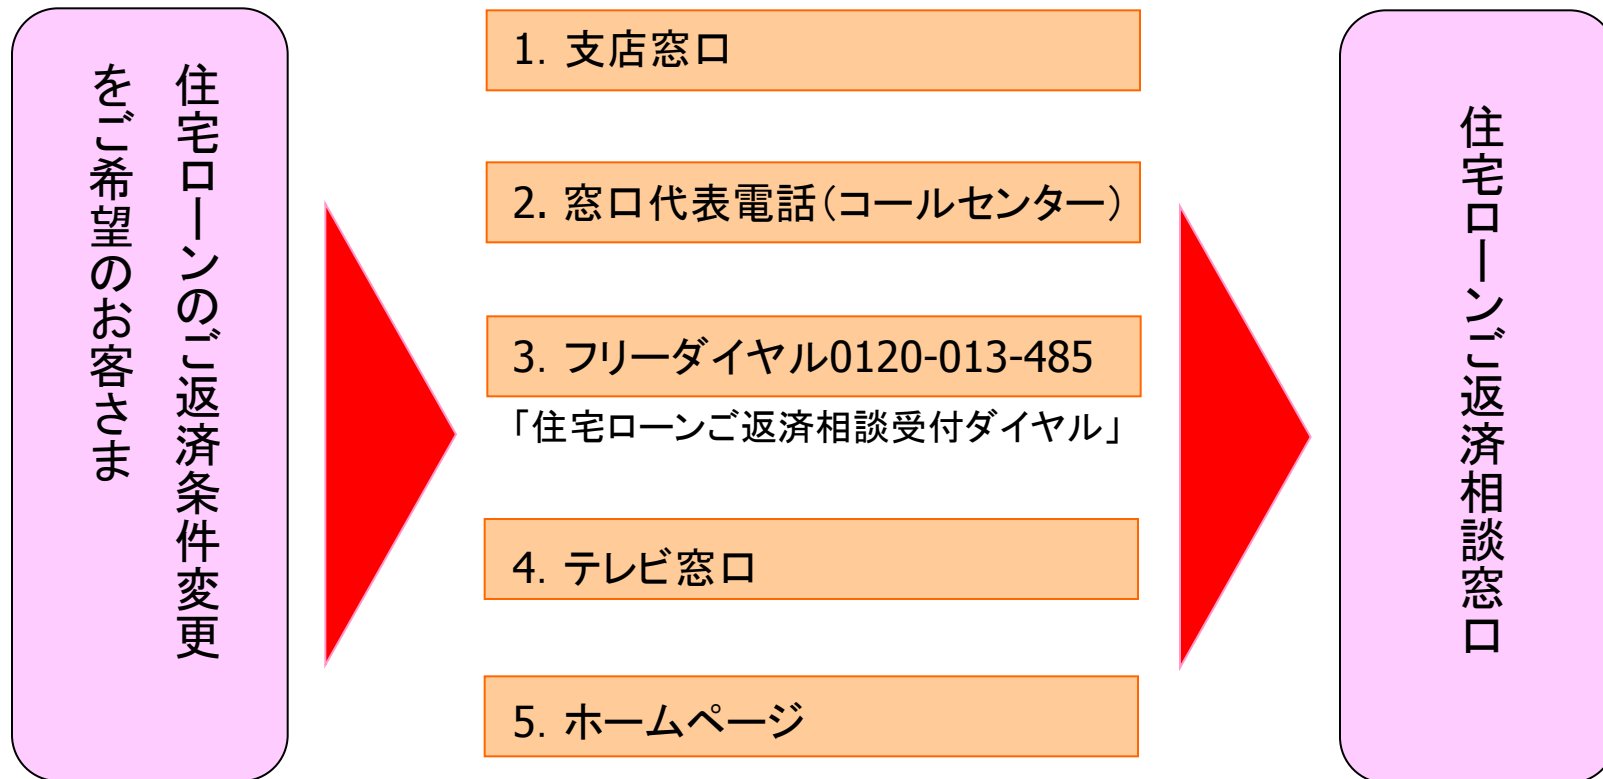 住宅ローンのご返済条件変更
をご希望のお客さま
1．支店窓口
2．窓口代表電話（コールセンター）
3．フリーダイヤル0120-013-485
「住宅ローンご返済相談受付ダイヤル」
4．テレビ窓口
5．ホームページ
住宅ローンご返済相談窓口